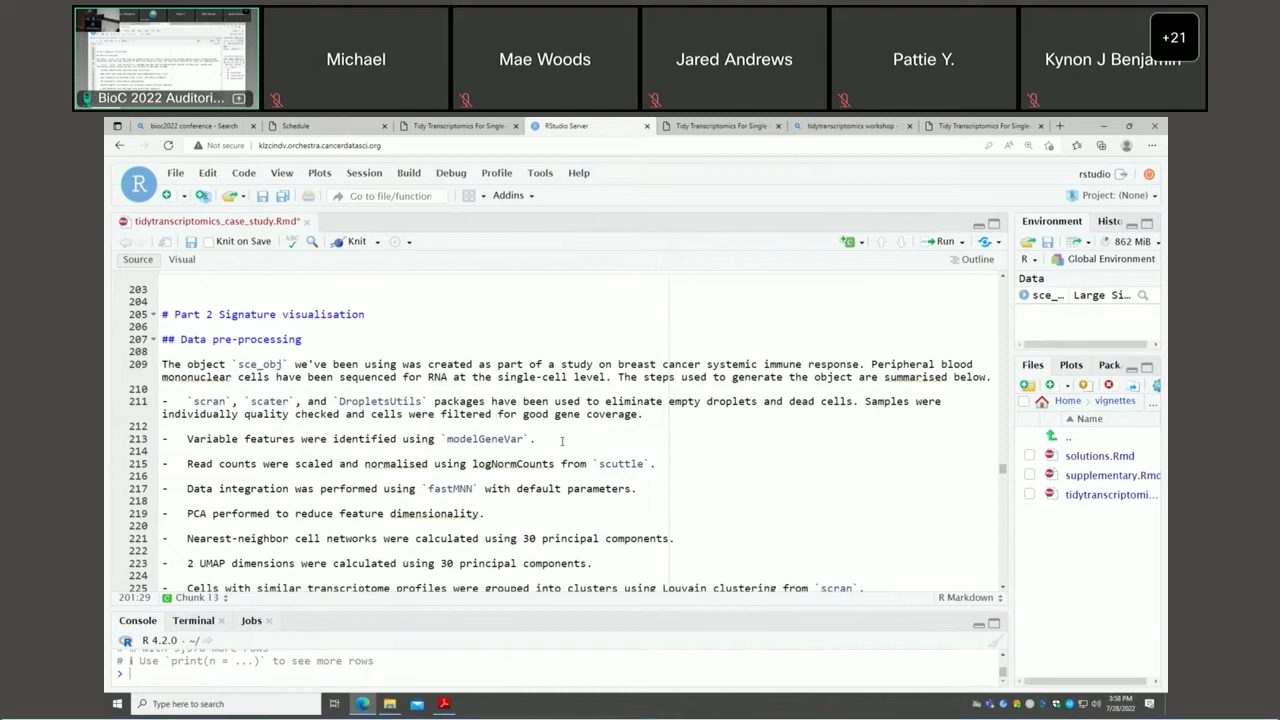 Jared Andrews
Pattie Y.
Kynon J Benjamin
+21
BioC 2022 Auditori...
bioc2022 conference - Search
Schedule
Tidy Transcriptomics For Single-
RStudio Server
Tidy Transcriptomics For Single-
tidytranscriptomics workshop -
Tidy Transcriptomics For Single-
Not secure
klzcindv.orchestra.cancerdatasci.org
File Edit Code View Plots Session Build Debug Profile Tools Help
rstudio
Go to file/function
Addins
Project: (None)
tidytranscriptomics_case_study.Rmd*
Environment
Histo
Knit on Save
Knit
Run
862 MiB
Source
Visual
Outline
R
Global Environment
Data
sce_...
Large Si...
203
204
205 # Part 2 Signature visualisation
206
207 ## Data pre-processing
208
209 The object `sce_obj` we've been using was created as part of a study on breast cancer systemic immune response. Peripheral blood
mononuclear cells have been sequenced for RNA at the single-cell level. The steps used to generate the object are summarised below.
210
211 - `scran`, `scater`, and `DropletsUtils` packages have been used to eliminate empty droplets and dead cells. Samples were
individually quality checked and cells were filtered for good gene coverage.
212
213 - Variable features were identified using `modelGeneVar`.
214
215 - Read counts were scaled and normalised using logNormCounts from `scuttle`.
216
217 - Data integration was performed using `fastMNN` with default parameters.
218
219 - PCA performed to reduce feature dimensionality.
220
221 - Nearest-neighbor cell networks were calculated using 30 principal components.
222
223 - 2 UMAP dimensions were calculated using 30 principal components.
224
225 - Cells with similar transcriptome profiles were grouped into clusters using Louvain clustering from `scran`.
201:29
Chunk 13
R Markdown
Files
Plots
Pack
Home
vignettes
...
Name
..
solutions.Rmd
supplementary.Rmd
tidytranscriptomi...
Console
Terminal
Jobs
R 4.2.0 · ~/
# ℹ Use `print(n = ...)` to see more rows
>
Type here to search
3:58 PM
7/28/2022